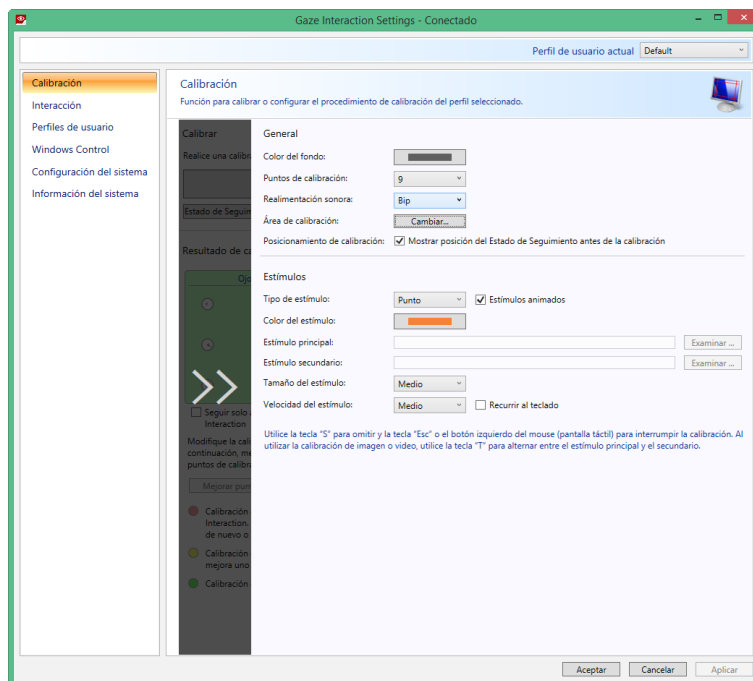 Gaze Interaction Settings - Conectado
Perfil de usuario actual Default
Calibración
Interacción
Perfiles de usuario
Windows Control
Configuración del sistema
Información del sistema
Calibración
Función para calibrar o configurar el procedimiento de calibración del perfil seleccionado.
Calibrar
Realice una calibr
Estado de Seguim
Resultado de ca
Ojo
Seguir solo
Interaction
Modifique la cali
continuación, me
puntos de calibra
Mejorar pun
Calibración
Interaction.
de nuevo o
Calibración
mejora uno
Calibración
General
Color del fondo:
Puntos de calibración: 9
Realimentación sonora: Bip
Área de calibración: Cambiar...
Posicionamiento de calibración: Mostrar posición del Estado de Seguimiento antes de la calibración
Estímulos
Tipo de estímulo: Punto Estímulos animados
Color del estímulo:
Estímulo principal: Examinar ...
Estímulo secundario: Examinar ...
Tamaño del estímulo: Medio
Velocidad del estímulo: Medio Recurrir al teclado
Utilice la tecla "S" para omitir y la tecla "Esc" o el botón izquierdo del mouse (pantalla táctil) para interrumpir la calibración. Al
utilizar la calibración de imagen o video, utilice la tecla "T" para alternar entre el estímulo principal y el secundario.
Aceptar Cancelar Aplicar